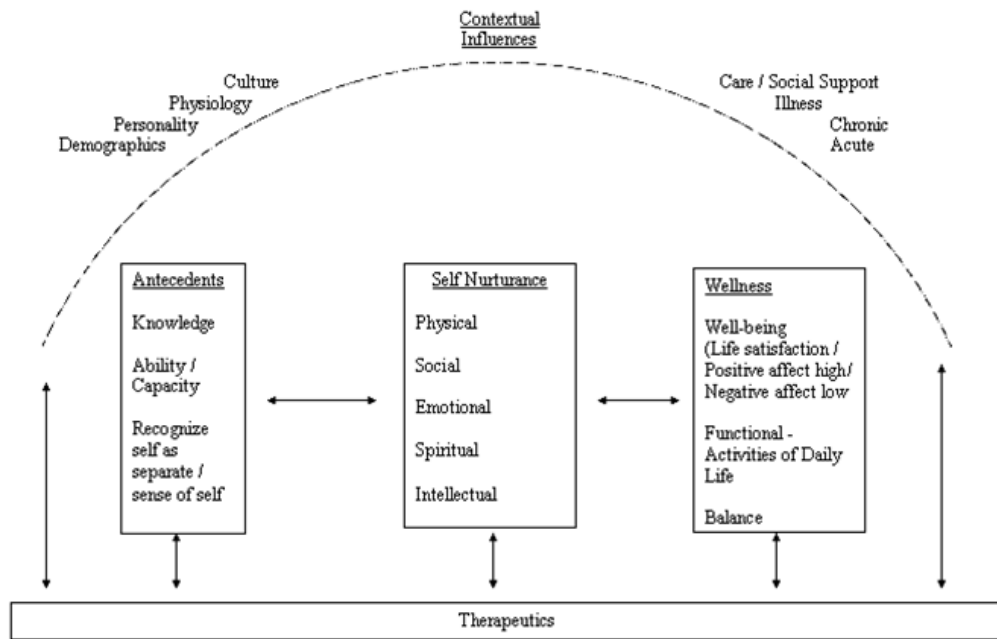 Contextual
Influences
Culture
Physiology
Personality
Demographics
Care / Social Support
Illness
Chronic
Acute
Antecedents
Knowledge
Ability /
Capacity
Recognize
self as
separate /
sense of self
Self Nurturance
Physical
Social
Emotional
Spiritual
Intellectual
Wellness
Well-being
(Life satisfaction /
Positive affect high/
Negative affect low
Functional -
Activities of Daily
Life
Balance
Therapeutics